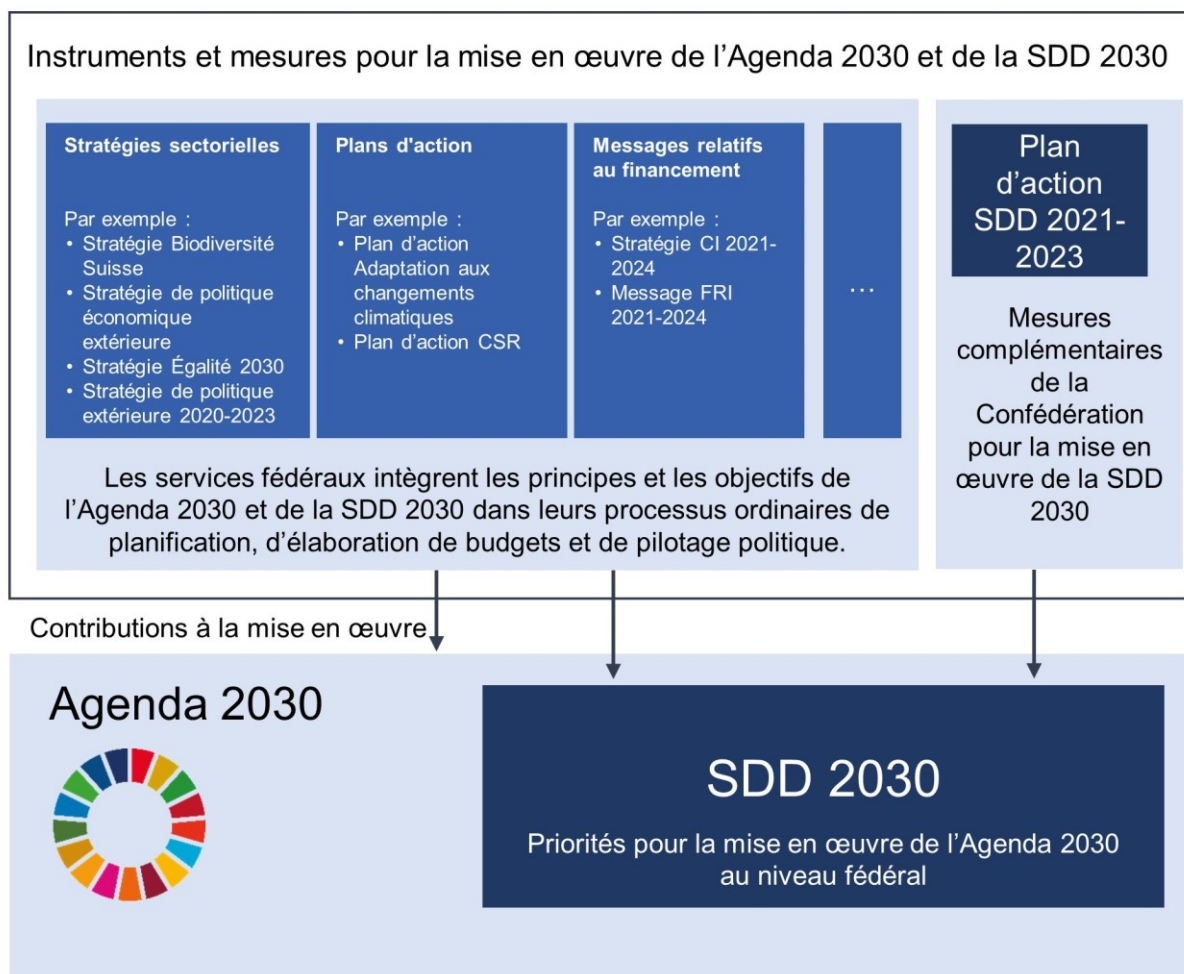 Instruments et mesures pour la mise en œuvre de l’Agenda 2030 et de la SDD 2030
Stratégies sectorielles
Par exemple :
• Stratégie Biodiversité
Suisse
• Stratégie de politique
économique
extérieure
• Stratégie Égalité 2030
• Stratégie de politique
extérieure 2020-2023
Plans d'action
Par exemple :
• Plan d’action
Adaptation aux
changements
climatiques
• Plan d’action CSR
Messages relatifs
au financement
Par exemple :
• Stratégie CI 2021-
2024
• Message FRI
2021-2024
…
Les services fédéraux intègrent les principes et les objectifs de
l’Agenda 2030 et de la SDD 2030 dans leurs processus ordinaires de
planification, d’élaboration de budgets et de pilotage politique.
Plan
d’action
SDD 2021-
2023
Mesures
complémentaires
de la
Confédération
pour la mise en
œuvre de la SDD
2030
Contributions à la mise en œuvre
Agenda 2030
SDD 2030
Priorités pour la mise en œuvre de l’Agenda 2030
au niveau fédéral